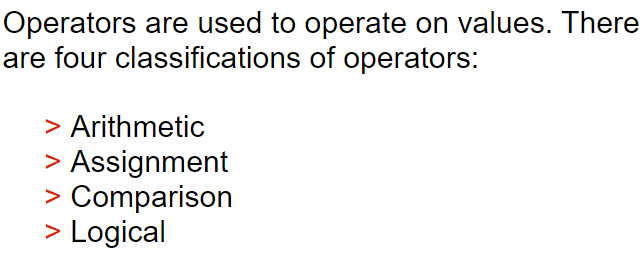 Operators are used to operate on values. There
are four classifications of operators:
> Arithmetic
> Assignment
> Comparison
> Logical